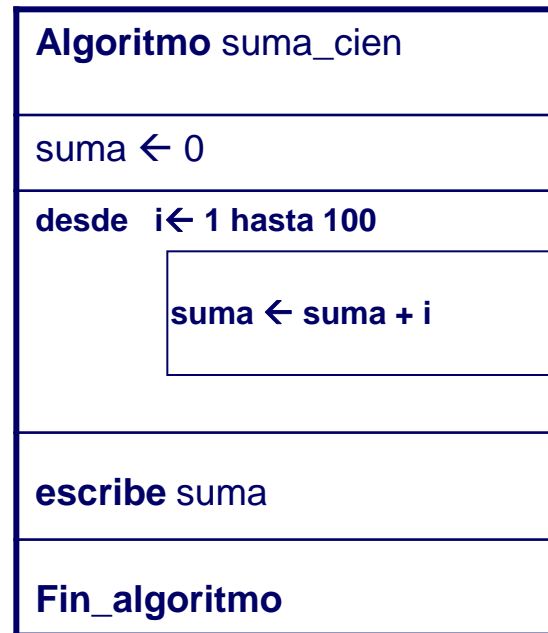 Algoritmo suma_cien
suma ← 0
desde i← 1 hasta 100
suma ← suma + i
escribe suma
Fin_algoritmo